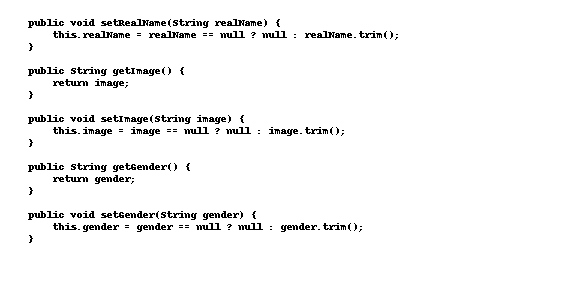 public void setRealName(String realName) {
    this.realName = realName == null ? null : realName.trim();
}

public String getImage() {
    return image;
}

public void setImage(String image) {
    this.image = image == null ? null : image.trim();
}

public String getGender() {
    return gender;
}

public void setGender(String gender) {
    this.gender = gender == null ? null : gender.trim();
}